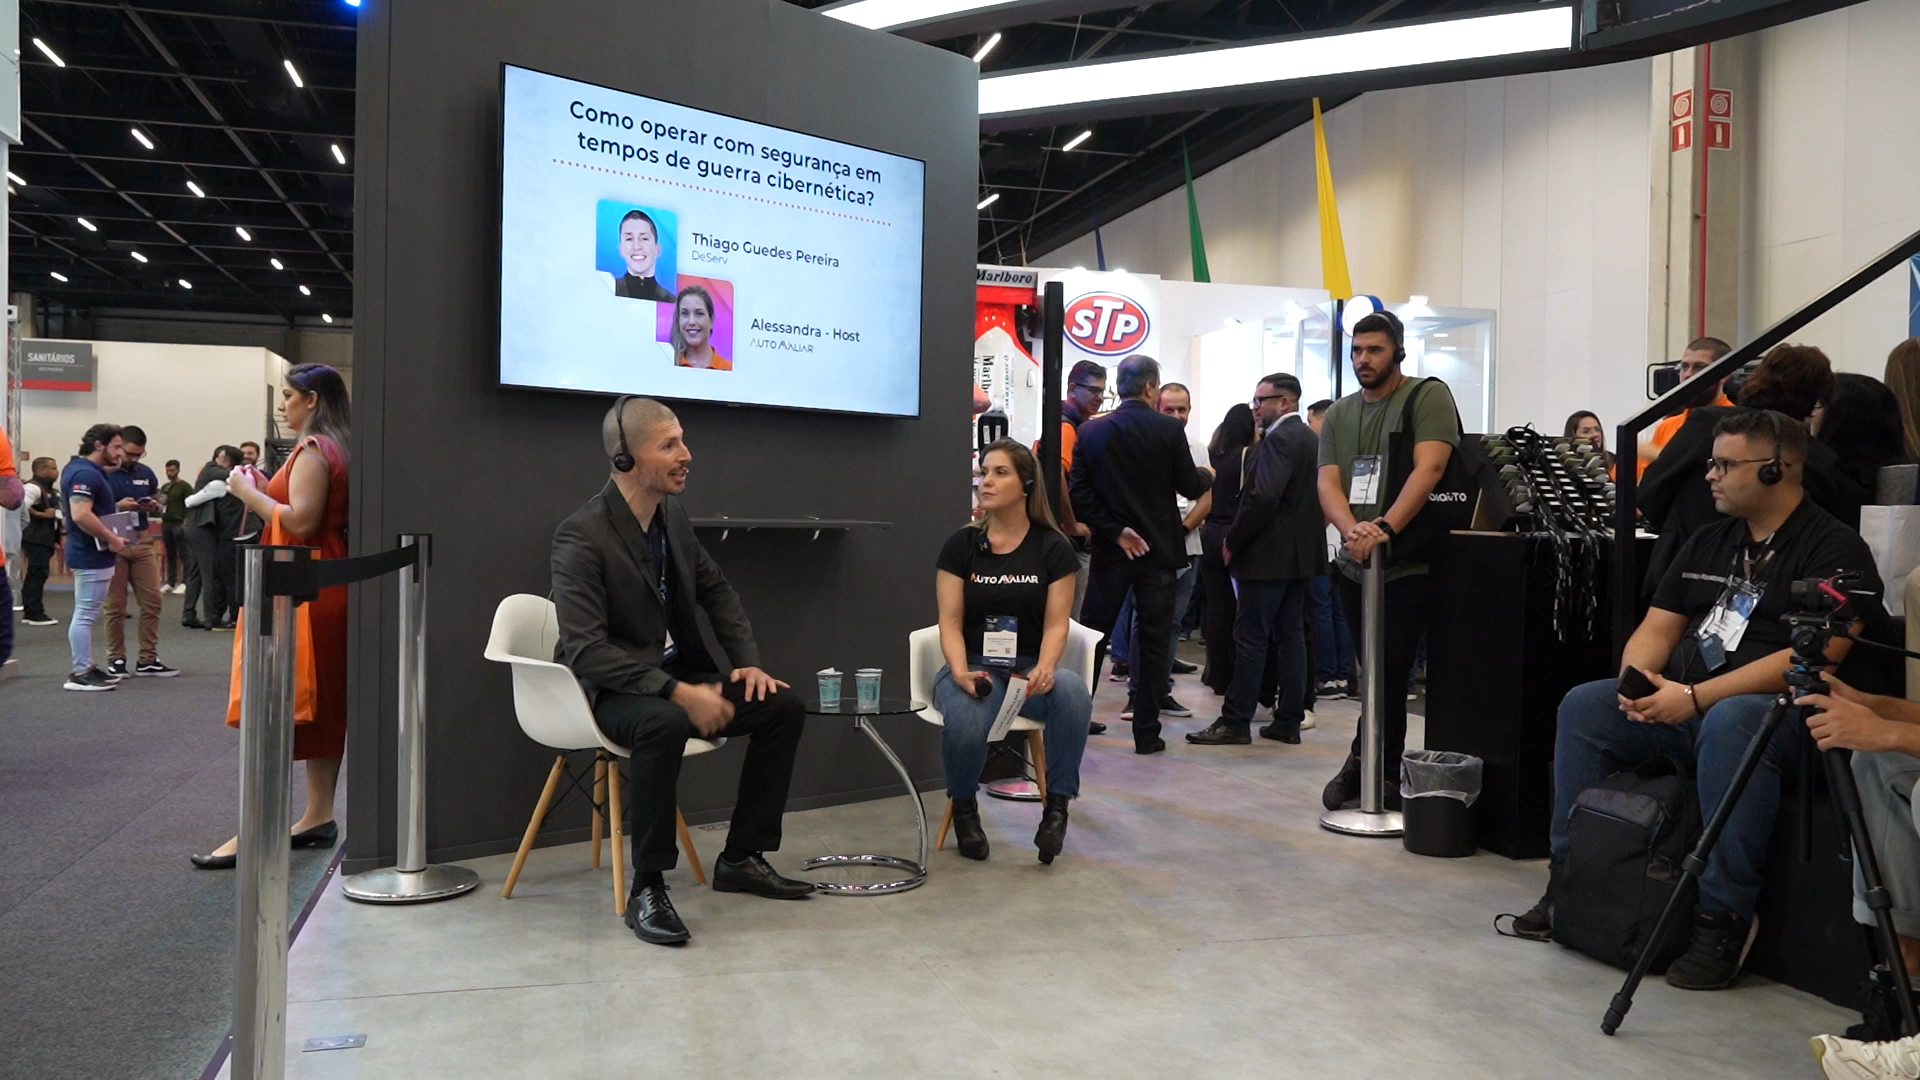 Como operar com segurança em
tempos de guerra cibernética?
Thiago Guedes Pereira
DeServ
Alessandra - Host
AUTO AVALIAR
SANITÁRIOS
Marlboro
STP
Marlboro
AUTO AVALIAR